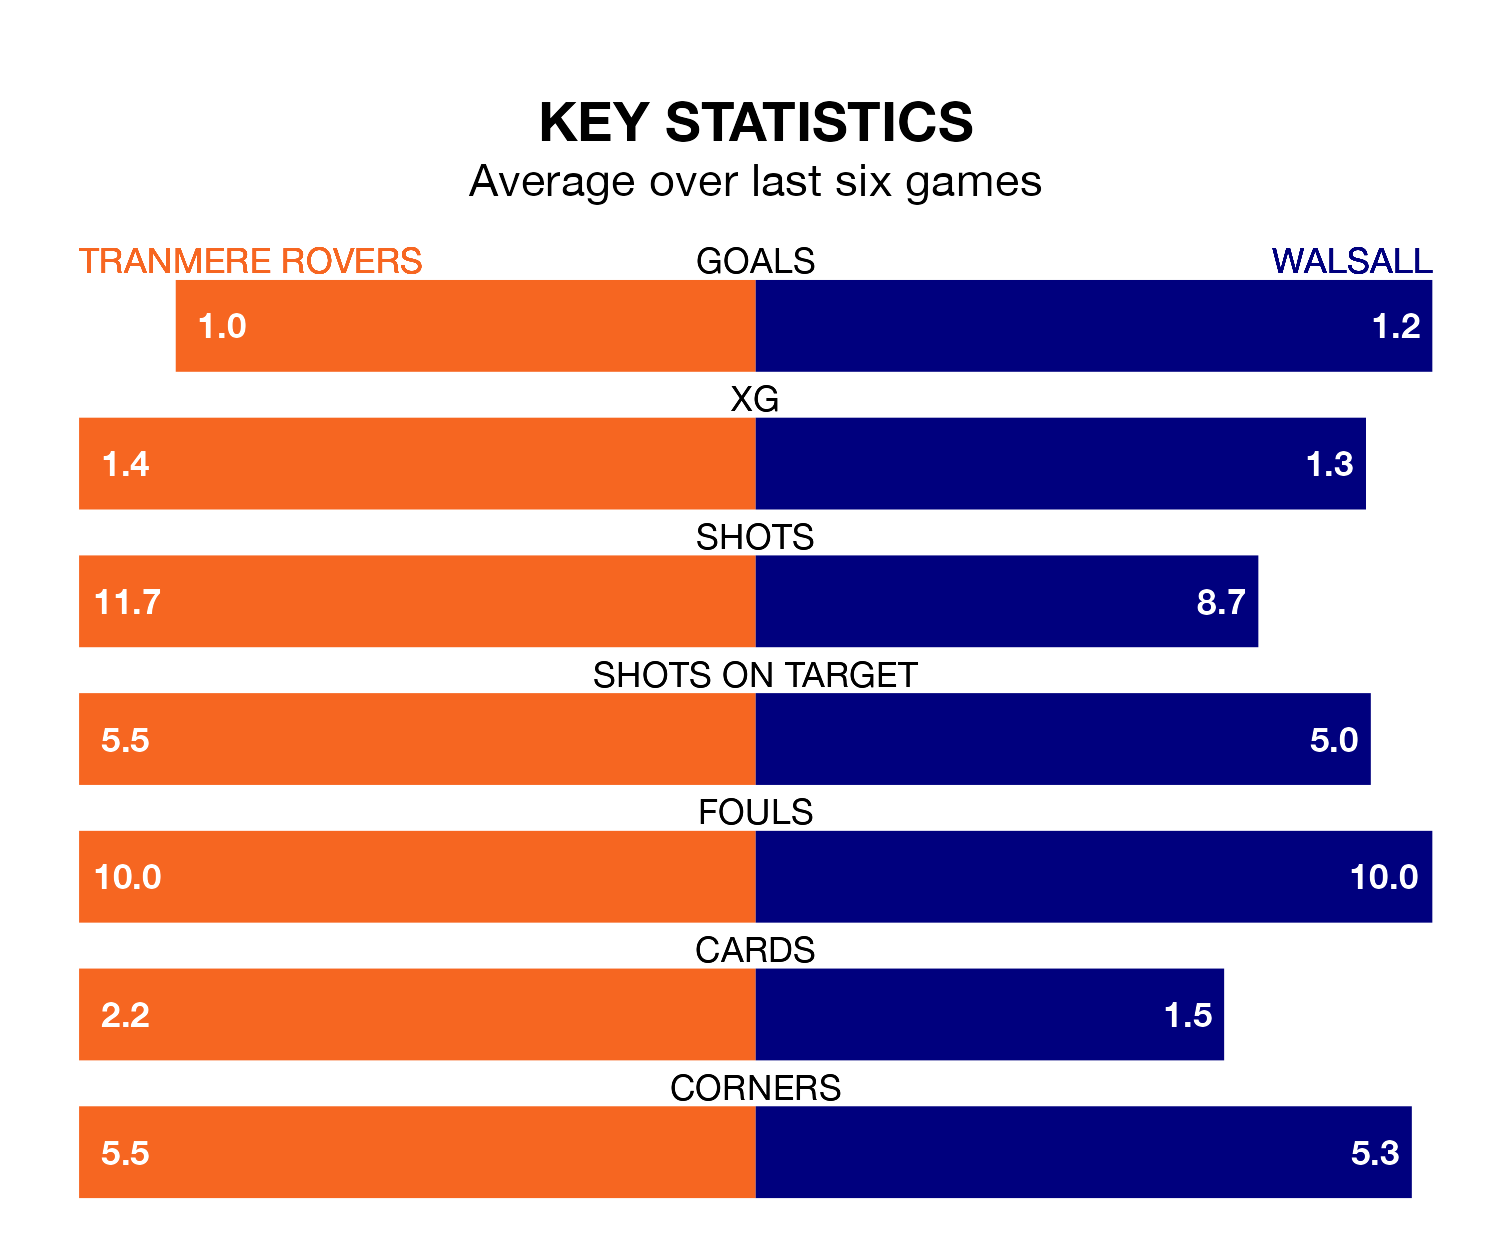 KEY STATISTICS
Average over last six games
TRANMERE ROVERS GOALS WALSALL
1.0 1.2
XG
1.4 1.3
SHOTS
11.7 8.7
SHOTS ON TARGET
5.5 5.0
FOULS
10.0 10.0
CARDS
2.2 1.5
CORNERS
5.5 5.3